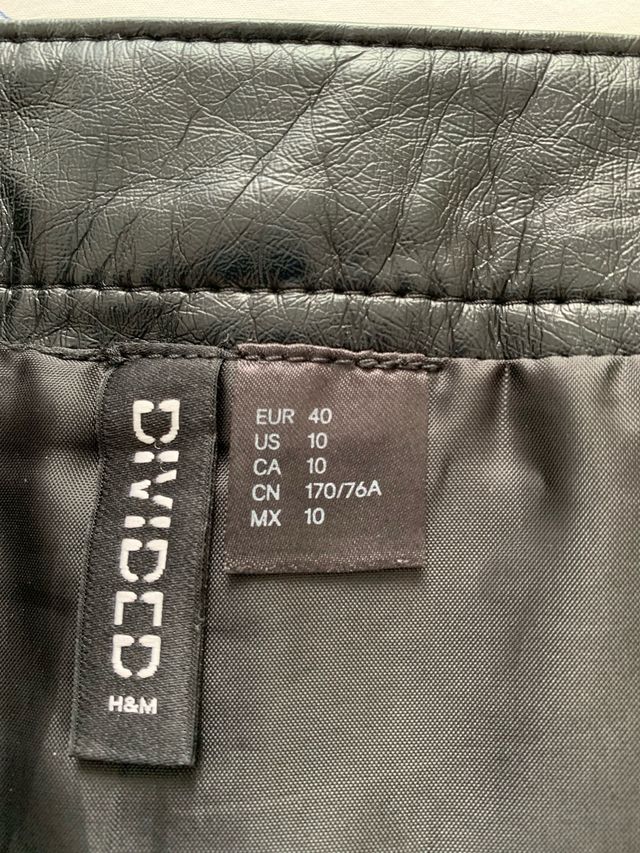 DIVIDED
H&M
EUR 40
US 10
CA 10
CN 170/76A
MX 10